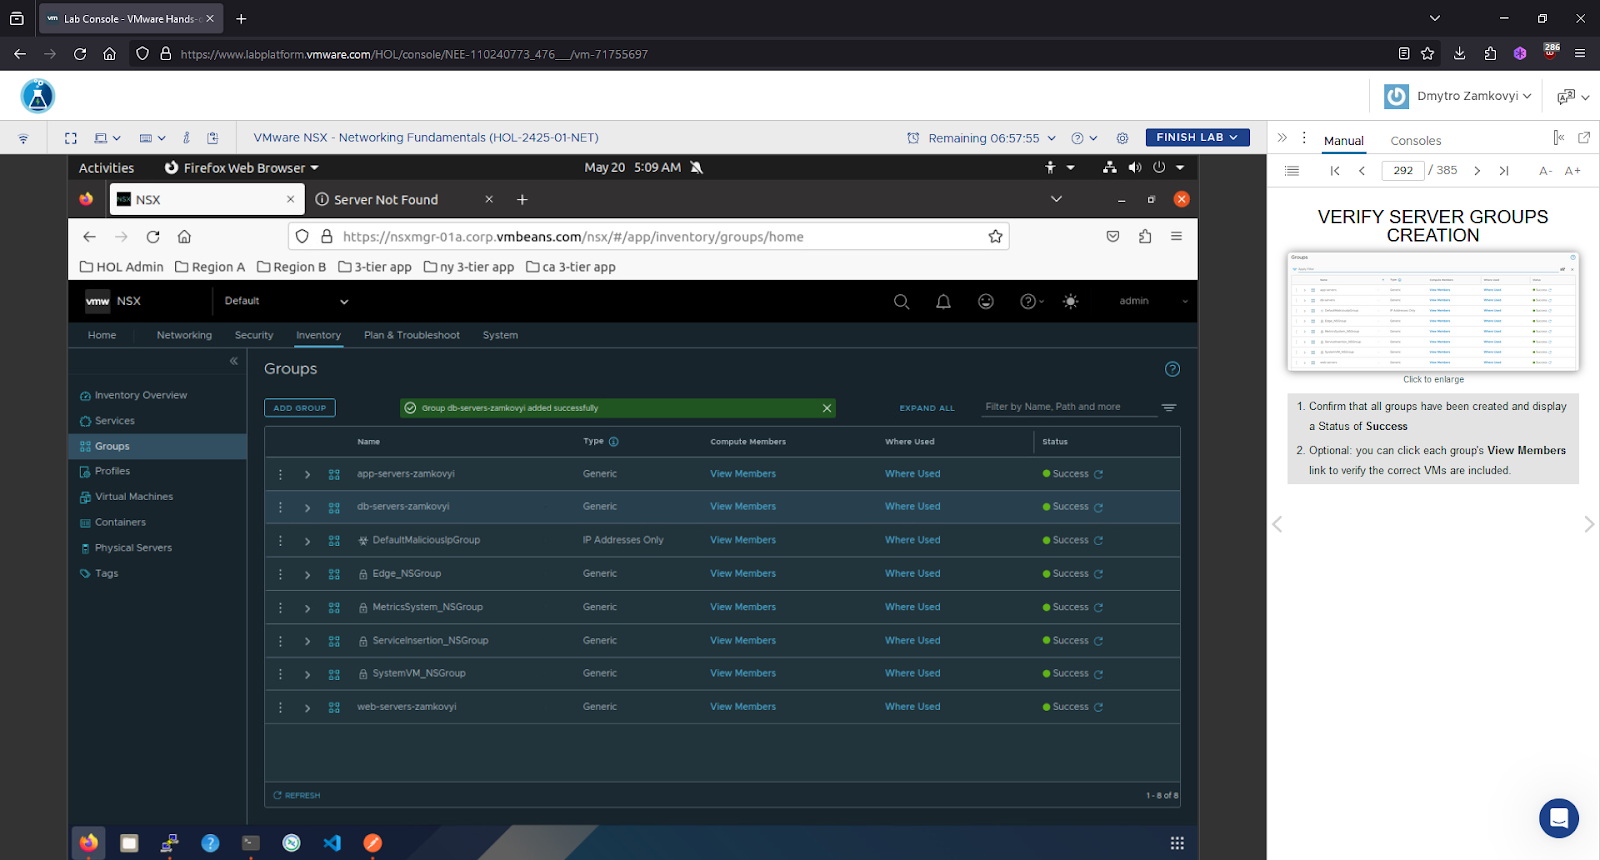 Lab Console - VMware Hands-
https://www.labplatform.vmware.com/HOL/console/NEE-110240773_476___/vm-71755697
286
Dmytro Zamkovyi
VMware NSX - Networking Fundamentals (HOL-2425-01-NET)
Remaining 06:57:55
FINISH LAB
Manual
Consoles
292 / 385
A-
A+
Activities
Firefox Web Browser
May 20 5:09 AM
NSX
Server Not Found
https://nsxmgr-01a.corp.vmbeans.com/nsx/#/app/inventory/groups/home
HOL Admin
Region A
Region B
3-tier app
ny 3-tier app
ca 3-tier app
vmw NSX
Default
admin
Home
Networking
Security
Inventory
Plan & Troubleshoot
System
Inventory Overview
Services
Groups
Profiles
Virtual Machines
Containers
Physical Servers
Tags
Groups
ADD GROUP
Group db-servers-zamkovyi added successfully
EXPAND ALL
Filter by Name, Path and more
Name Type Compute Members Where Used Status
app-servers-zamkovyi Generic View Members Where Used Success
db-servers-zamkovyi Generic View Members Where Used Success
DefaultMaliciousIpGroup IP Addresses Only View Members Where Used Success
Edge_NSGroup Generic View Members Where Used Success
MetricsSystem_NSGroup Generic View Members Where Used Success
ServiceInsertion_NSGroup Generic View Members Where Used Success
SystemVM_NSGroup Generic View Members Where Used Success
web-servers-zamkovyi Generic View Members Where Used Success
REFRESH
1 - 8 of 8
VERIFY SERVER GROUPS
CREATION
Click to enlarge
1. Confirm that all groups have been created and display
a Status of Success
2. Optional: you can click each group's View Members
link to verify the correct VMs are included.